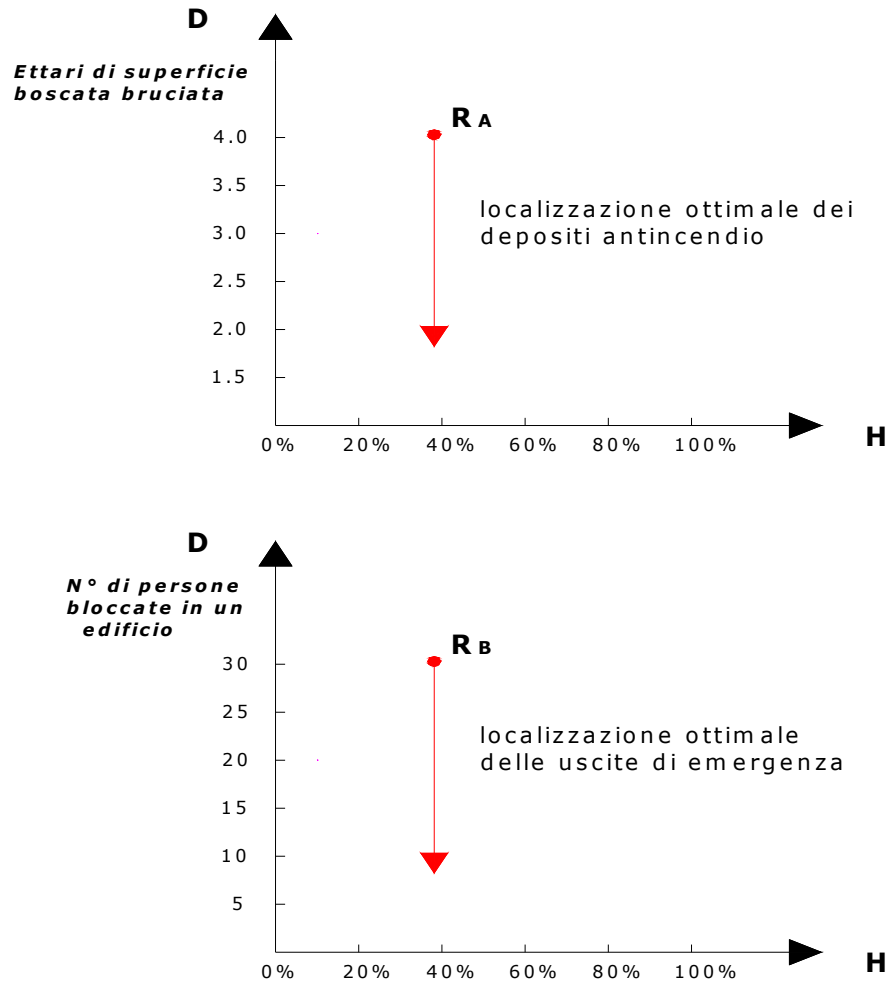 D
Ettari di superficie
boscata bruciata
R A
4.0
3.5
localizzazione ottimale dei
depositi antincendio
3.0
2.5
2.0
1.5
0% 20% 40% 60% 80% 100%
H
D
N° di persone
bloccate in un
edificio
R B
30
25
localizzazione ottimale
delle uscite di emergenza
20
15
10
5
0% 20% 40% 60% 80% 100%
H